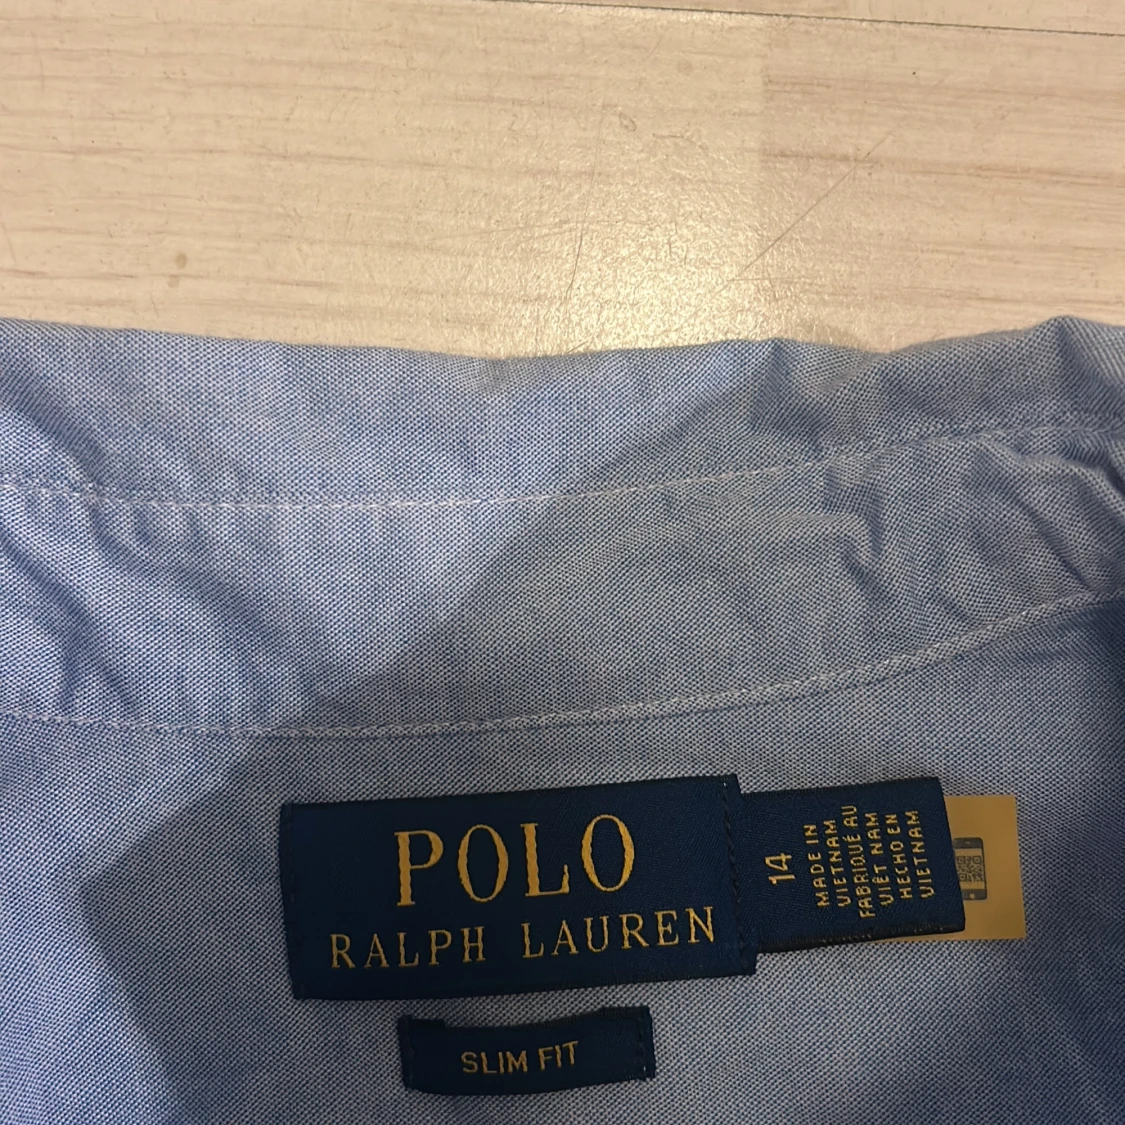 POLO
RALPH LAUREN
14
MADE IN
VIETNAM
FABRIQUÉ AU
VIÊT NAM
HECHO EN
VIETNAM
SLIM FIT